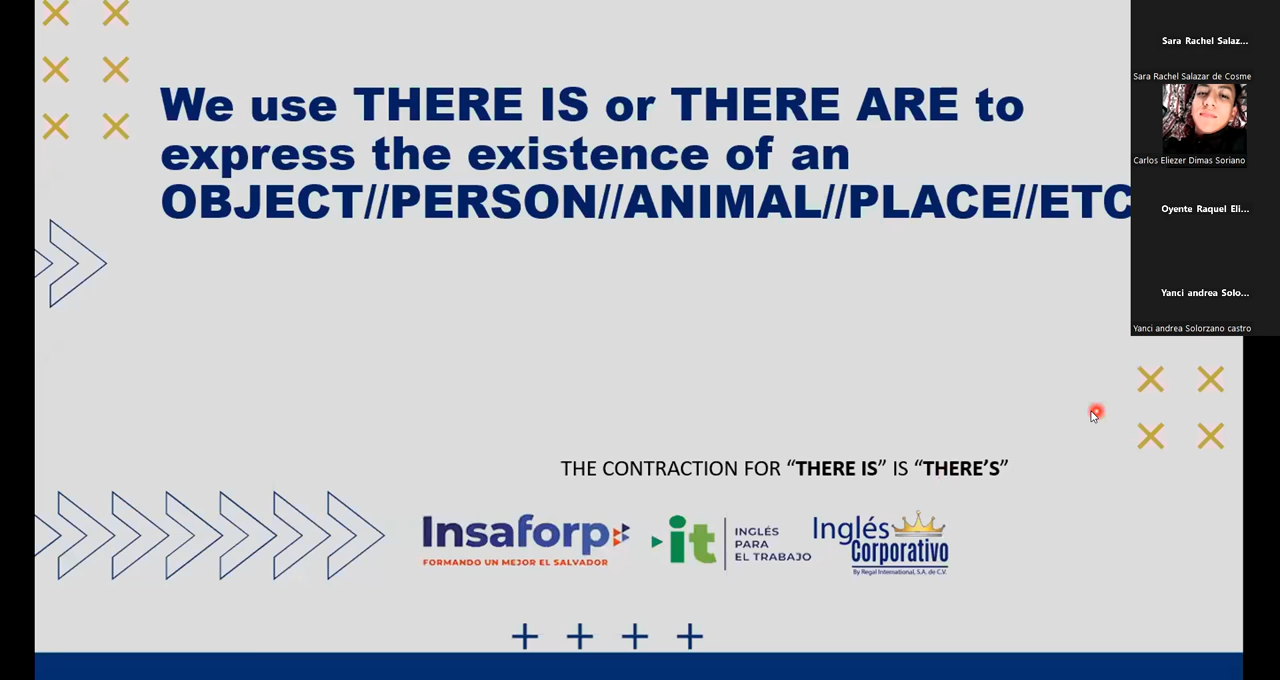 We use THERE IS or THERE ARE to
express the existence of an
OBJECT//PERSON//ANIMAL//PLACE//ETC
THE CONTRACTION FOR “THERE IS” IS “THERE’S”
Insaforp
FORMANDO UN MEJOR EL SALVADOR
it
INGLÉS
PARA
EL TRABAJO
Inglés
Corporativo
By Regal International, S.A. de C.V.
Sara Rachel Salaz...
Sara Rachel Salazar de Cosme
Carlos Eliezer Dimas Soriano
Oyente Raquel Eli...
Yanci andrea Solo...
Yanci andrea Solorzano castro